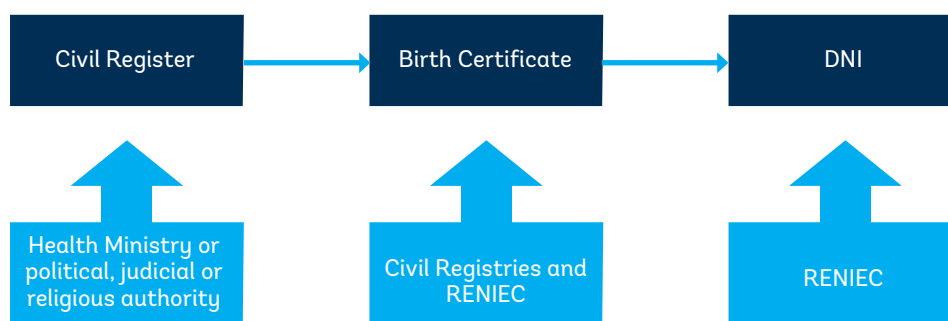 Civil Register
Birth Certificate
DNI
Health Ministry or
political, judicial or
religious authority
Civil Registries and
RENIEC
RENIEC